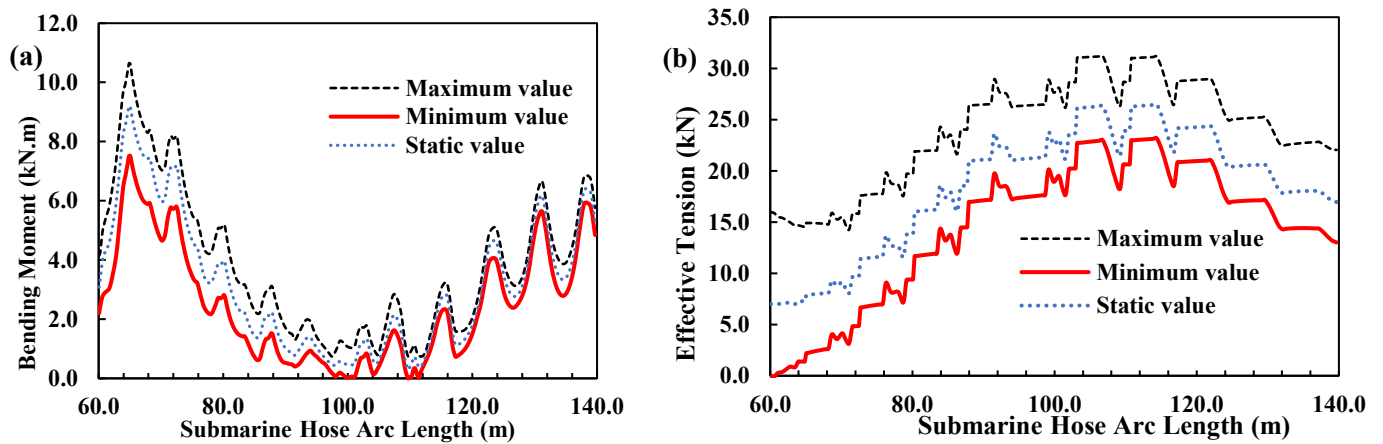 (a)
Bending Moment (kN.m)
12.0
10.0
8.0
6.0
4.0
2.0
0.0
Maximum value
Minimum value
Static value
60.0 80.0 100.0 120.0 140.0
Submarine Hose Arc Length (m)
(b)
Effective Tension (kN)
35.0
30.0
25.0
20.0
15.0
10.0
5.0
0.0
Maximum value
Minimum value
Static value
60.0 80.0 100.0 120.0 140.0
Submarine Hose Arc Length (m)